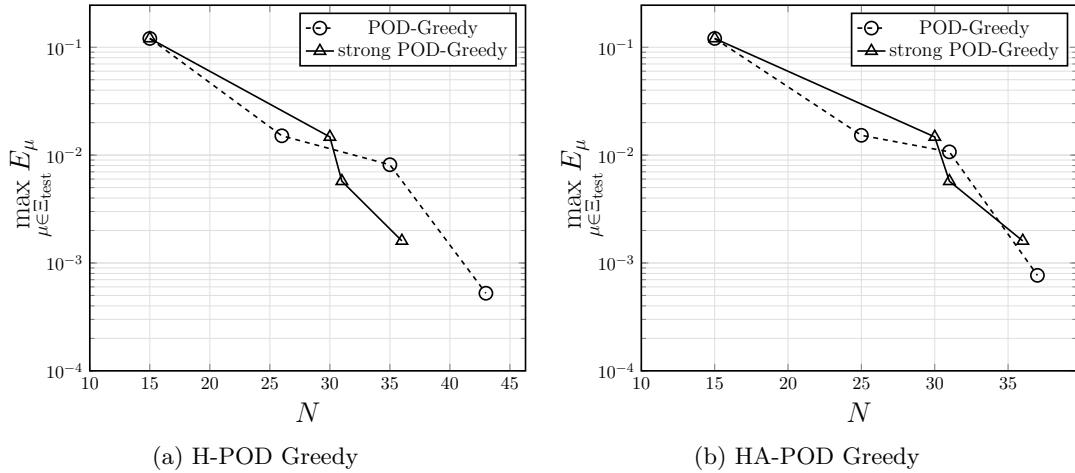 POD-Greedy
strong POD-Greedy
10^{-1}
10^{-2}
10^{-3}
10^{-4}
max E_μ
μ∈Ξ_test
10 15 20 25 30 35 40 45
N
(a) H-POD Greedy
POD-Greedy
strong POD-Greedy
10^{-1}
10^{-2}
10^{-3}
10^{-4}
max E_μ
μ∈Ξ_test
10 15 20 25 30 35
N
(b) HA-POD Greedy